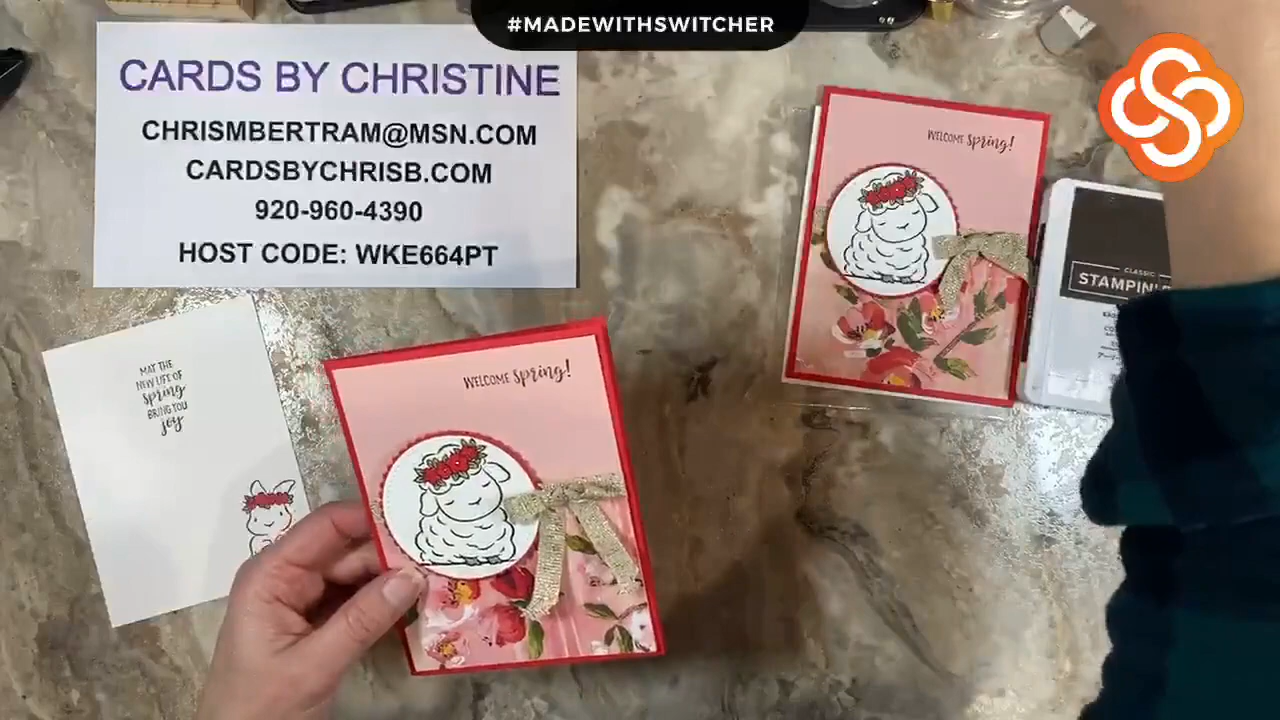 #MADEWITHSWITCHER
CARDS BY CHRISTINE
CHRISMBERTRAM@MSN.COM
CARDSBYCHRISB.COM
920-960-4390
HOST CODE: WKE664PT
WELCOME Spring!
CLASSIC
MAY THE
NEW LIFE OF
Spring
BRING YOU
joy
WELCOME Spring!